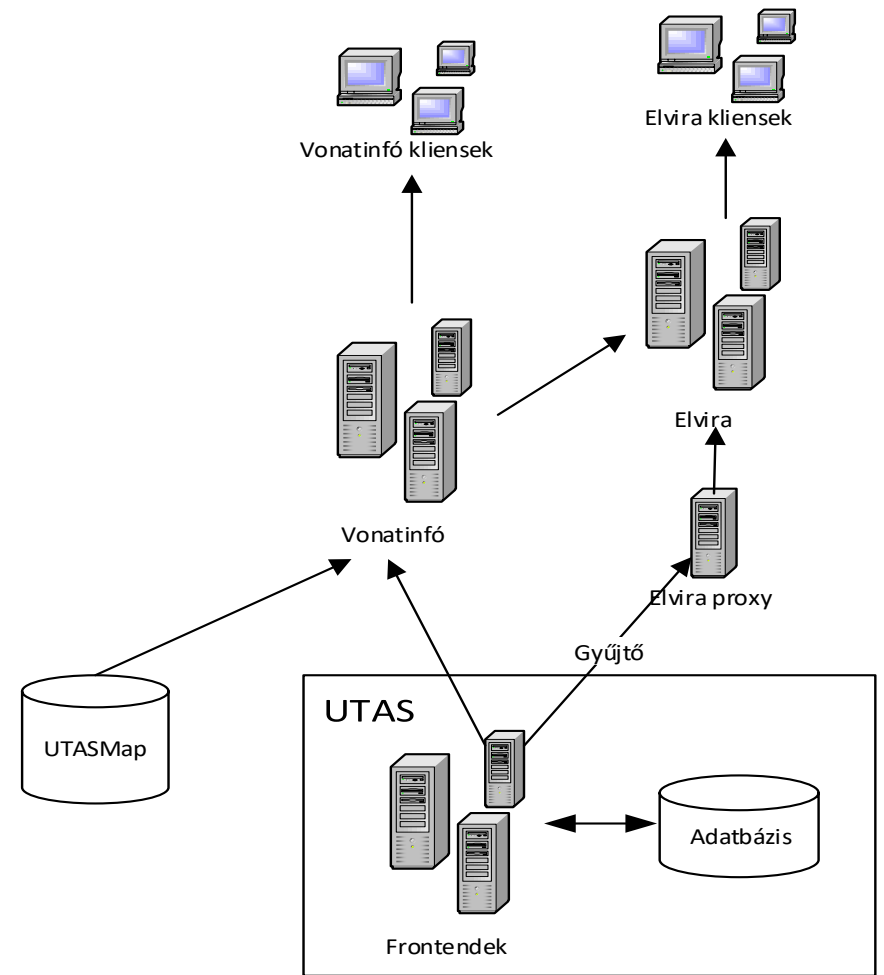 Vonatinfó kliensek
Elvira kliensek
Elvira
Vonatinfó
Elvira proxy
Gyűjtő
UTASMap
UTAS
Adatbázis
Frontendek